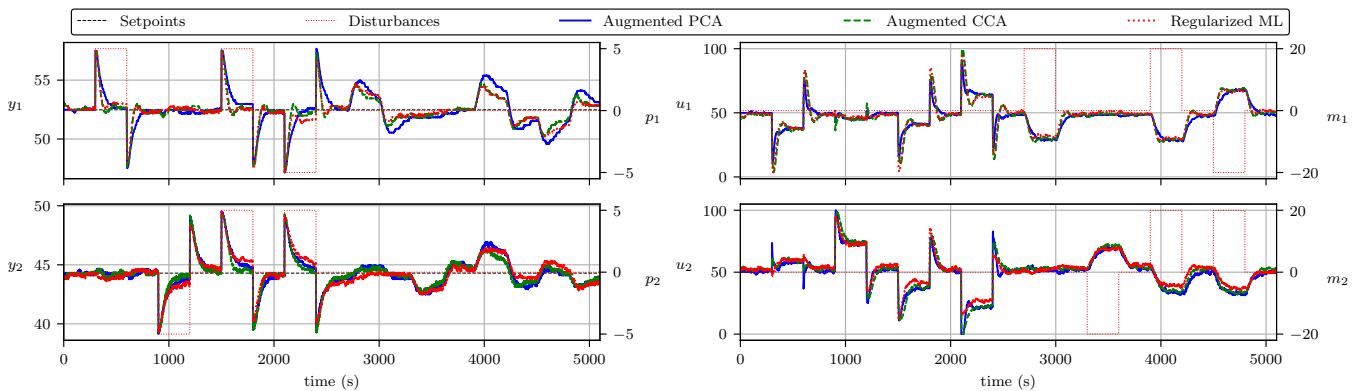 Setpoints Disturbances Augmented PCA Augmented CCA Regularized ML
y1 55 50 5 0 −5 p1
u1 100 50 0 20 0 −20 m1
y2 50 45 40 5 0 −5 p2
0 1000 2000 3000 4000 5000
time (s)
u2 100 50 0 20 0 −20 m2
0 1000 2000 3000 4000 5000
time (s)